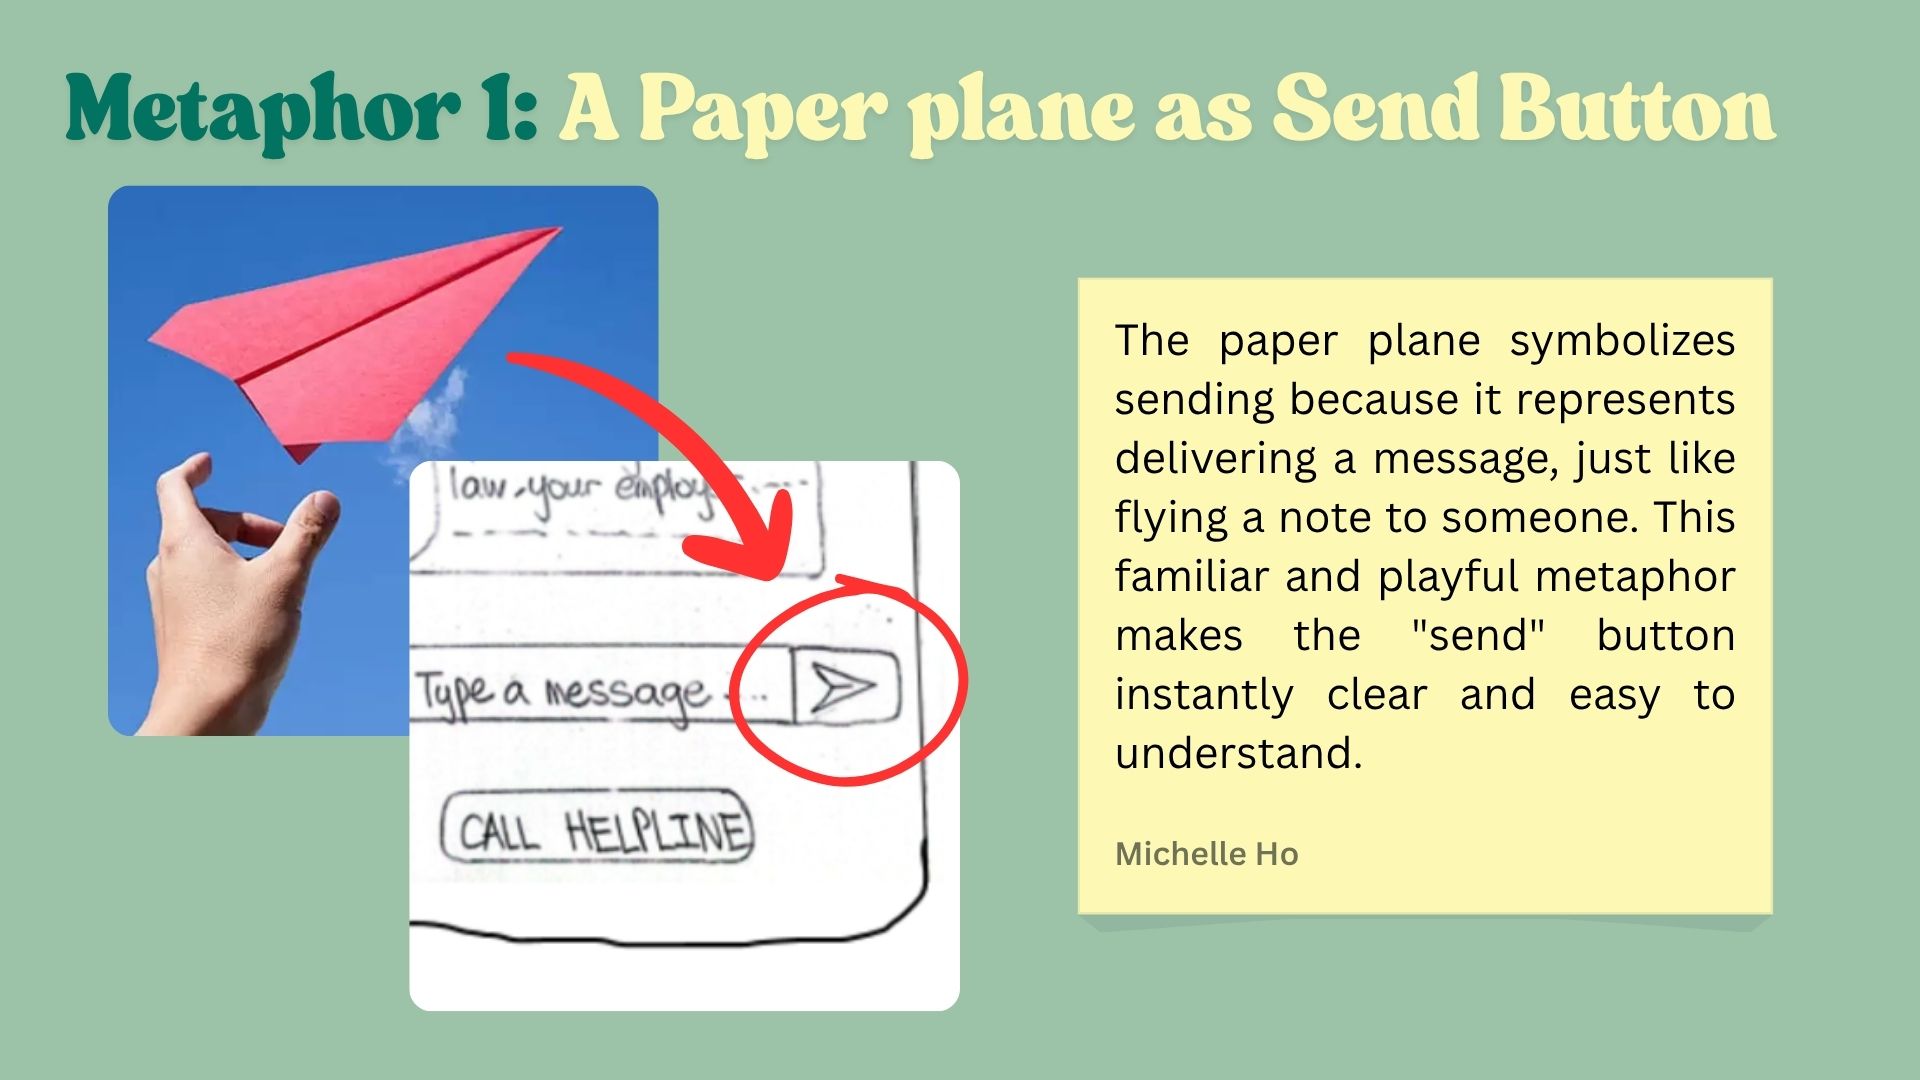 Metaphor 1: A Paper plane as Send Button
law, your employ
Type a message ...
CALL HELPLINE
The paper plane symbolizes
sending because it represents
delivering a message, just like
flying a note to someone. This
familiar and playful metaphor
makes the "send" button
instantly clear and easy to
understand.
Michelle Ho